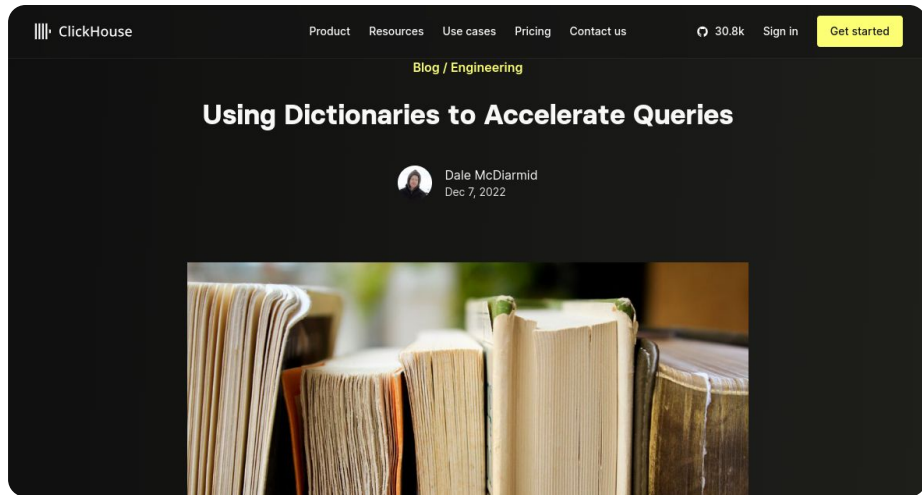 ClickHouse
Product Resources Use cases Pricing Contact us
30.8k Sign in Get started
Blog / Engineering
Using Dictionaries to Accelerate Queries
Dale McDiarmid
Dec 7, 2022